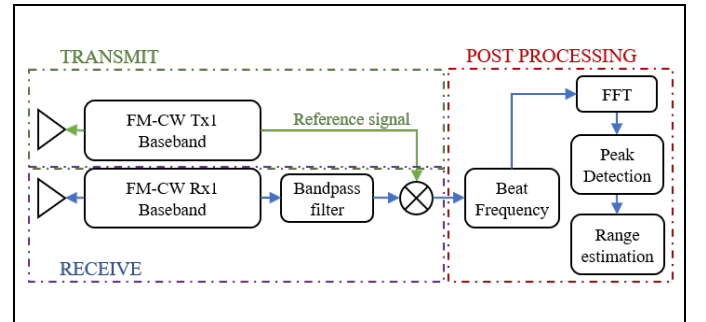 TRANSMIT
POST PROCESSING
FM-CW Tx1
Baseband
Reference signal
FFT
Peak
Detection
FM-CW Rx1
Baseband
Bandpass
filter
Beat
Frequency
Range
estimation
RECEIVE